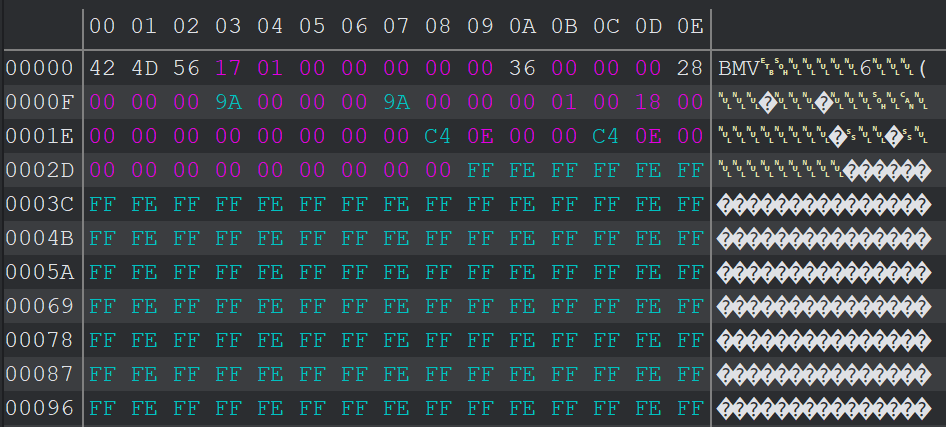 00 01 02 03 04 05 06 07 08 09 0A 0B 0C 0D 0E
00000 42 4D 56 17 01 00 00 00 00 00 36 00 00 00 28 BMV␗␁␀␀␀␀␀6␀␀␀(
0000F 00 00 00 9A 00 00 00 9A 00 00 00 01 00 18 00 ␀␀␀�␀␀␀�␀␀␀␁␀␘␀
0001E 00 00 00 00 00 00 00 00 C4 0E 00 00 C4 0E 00 ␀␀␀␀␀␀␀␀�␎␀␀�␎␀
0002D 00 00 00 00 00 00 00 00 00 FF FE FF FF FE FF ␀␀␀␀␀␀␀␀␀������
0003C FF FE FF FF FE FF FF FE FF FF FE FF FF FE FF ���������������
0004B FF FE FF FF FE FF FF FE FF FF FE FF FF FE FF ���������������
0005A FF FE FF FF FE FF FF FE FF FF FE FF FF FE FF ���������������
00069 FF FE FF FF FE FF FF FE FF FF FE FF FF FE FF ���������������
00078 FF FE FF FF FE FF FF FE FF FF FE FF FF FE FF ���������������
00087 FF FE FF FF FE FF FF FE FF FF FE FF FF FE FF ���������������
00096 FF FE FF FF FE FF FF FE FF FF FE FF FF FE FF ���������������